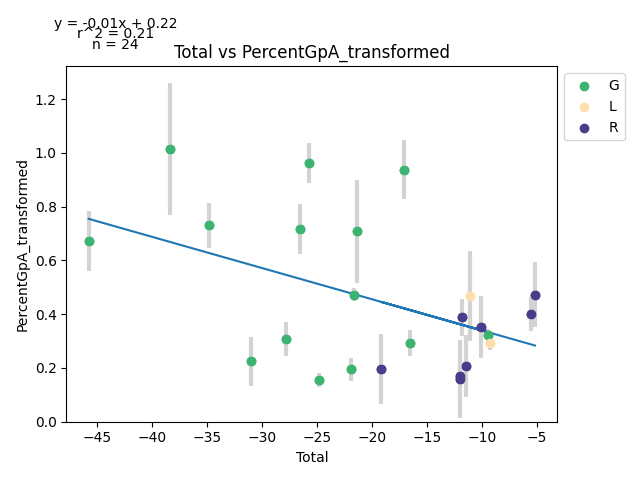 y = -0.01x + 0.22
r^2 = 0.21
n = 24
Total vs PercentGpA_transformed
G
L
R
PercentGpA_transformed
1.2
1.0
0.8
0.6
0.4
0.2
0.0
−45
−40
−35
−30
−25
−20
−15
−10
−5
Total